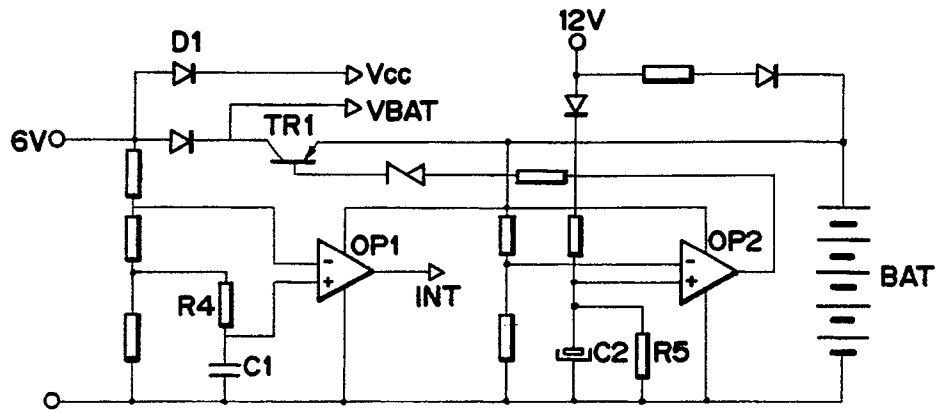 12V
D1
Vcc
VBAT
TR1
6V
OP1
OP2
INT
BAT
R4
C1
C2
R5